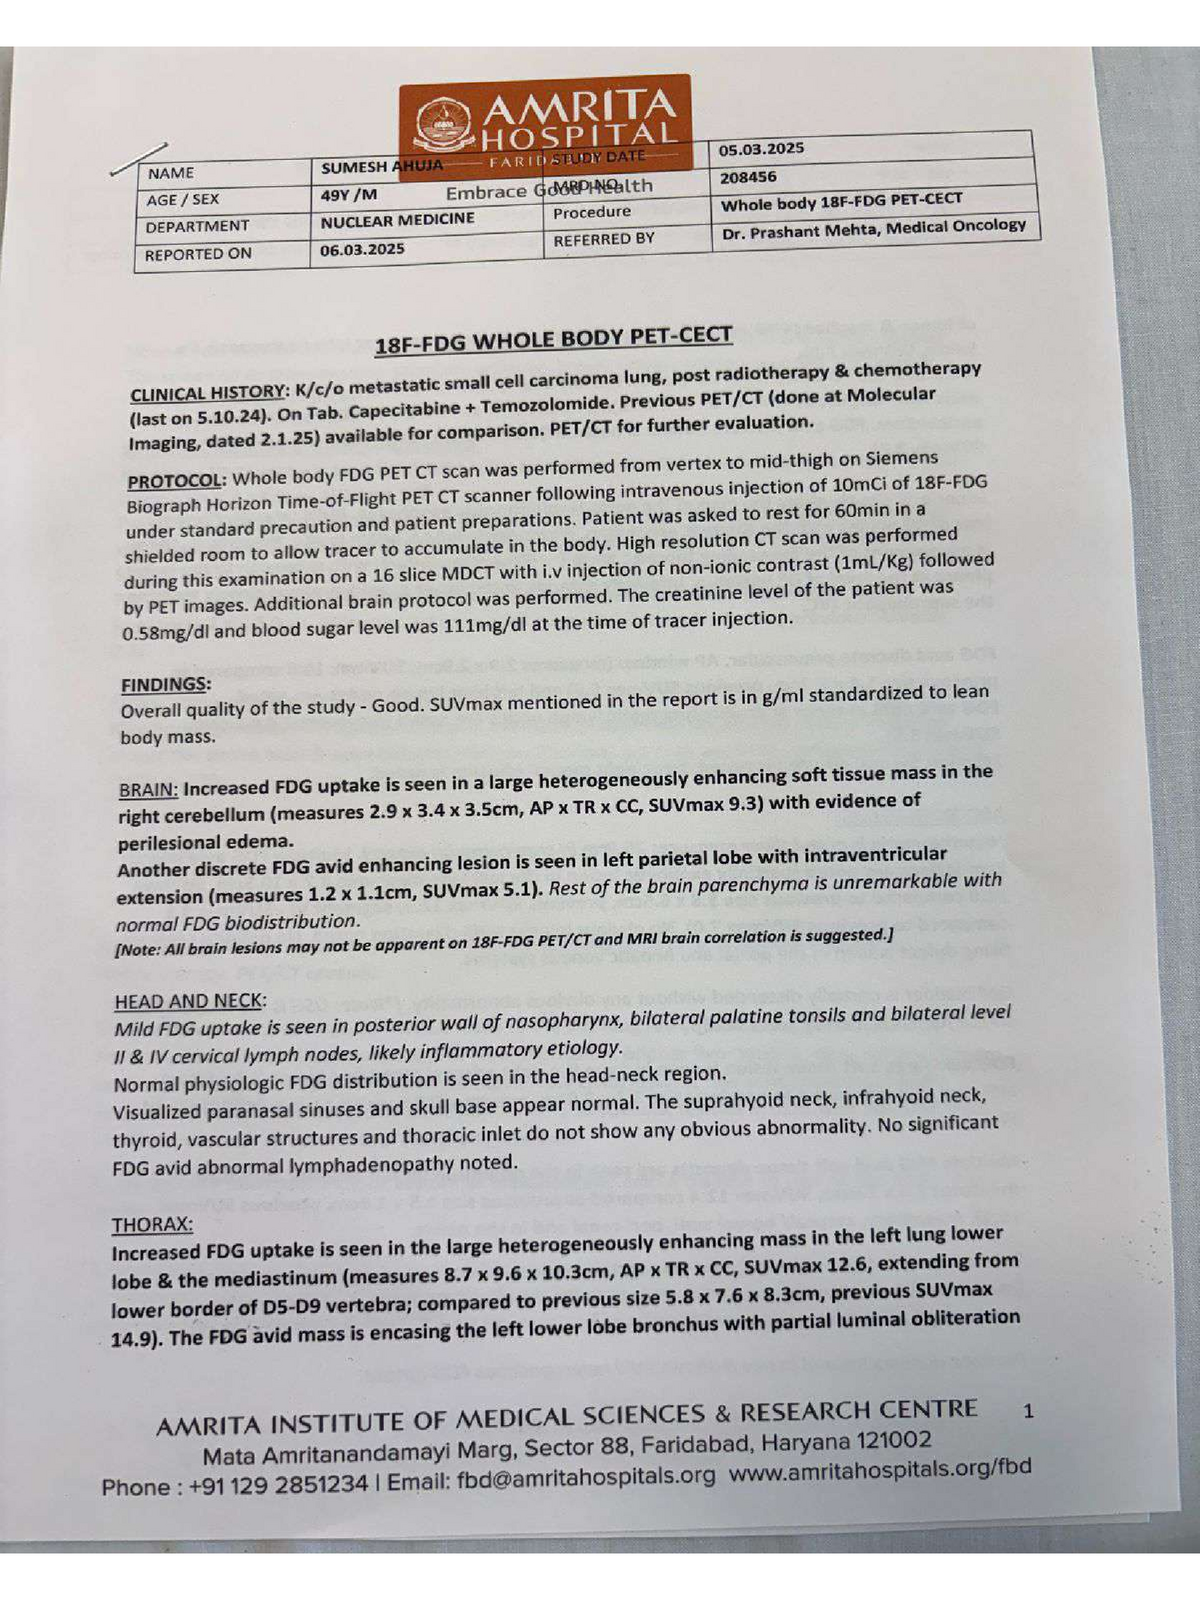 AMRITA
HOSPITAL
FARID
Embrace Good Health
NAME SUMESH AHUJA STUDY DATE 05.03.2025
AGE / SEX 49Y /M MRD NO 208456
DEPARTMENT NUCLEAR MEDICINE Procedure Whole body 18F-FDG PET-CECT
REPORTED ON 06.03.2025 REFERRED BY Dr. Prashant Mehta, Medical Oncology
18F-FDG WHOLE BODY PET-CECT
CLINICAL HISTORY: K/c/o metastatic small cell carcinoma lung, post radiotherapy & chemotherapy
(last on 5.10.24). On Tab. Capecitabine + Temozolomide. Previous PET/CT (done at Molecular
Imaging, dated 2.1.25) available for comparison. PET/CT for further evaluation.
PROTOCOL: Whole body FDG PET CT scan was performed from vertex to mid-thigh on Siemens
Biograph Horizon Time-of-Flight PET CT scanner following intravenous injection of 10mCi of 18F-FDG
under standard precaution and patient preparations. Patient was asked to rest for 60min in a
shielded room to allow tracer to accumulate in the body. High resolution CT scan was performed
during this examination on a 16 slice MDCT with i.v injection of non-ionic contrast (1mL/Kg) followed
by PET images. Additional brain protocol was performed. The creatinine level of the patient was
0.58mg/dl and blood sugar level was 111mg/dl at the time of tracer injection.
FINDINGS:
Overall quality of the study - Good. SUVmax mentioned in the report is in g/ml standardized to lean
body mass.
BRAIN: Increased FDG uptake is seen in a large heterogeneously enhancing soft tissue mass in the
right cerebellum (measures 2.9 x 3.4 x 3.5cm, AP x TR x CC, SUVmax 9.3) with evidence of
perilesional edema.
Another discrete FDG avid enhancing lesion is seen in left parietal lobe with intraventricular
extension (measures 1.2 x 1.1cm, SUVmax 5.1). Rest of the brain parenchyma is unremarkable with
normal FDG biodistribution.
[Note: All brain lesions may not be apparent on 18F-FDG PET/CT and MRI brain correlation is suggested.]
HEAD AND NECK:
Mild FDG uptake is seen in posterior wall of nasopharynx, bilateral palatine tonsils and bilateral level
II & IV cervical lymph nodes, likely inflammatory etiology.
Normal physiologic FDG distribution is seen in the head-neck region.
Visualized paranasal sinuses and skull base appear normal. The suprahyoid neck, infrahyoid neck,
thyroid, vascular structures and thoracic inlet do not show any obvious abnormality. No significant
FDG avid abnormal lymphadenopathy noted.
THORAX:
Increased FDG uptake is seen in the large heterogeneously enhancing mass in the left lung lower
lobe & the mediastinum (measures 8.7 x 9.6 x 10.3cm, AP x TR x CC, SUVmax 12.6, extending from
lower border of D5-D9 vertebra; compared to previous size 5.8 x 7.6 x 8.3cm, previous SUVmax
14.9). The FDG avid mass is encasing the left lower lobe bronchus with partial luminal obliteration
AMRITA INSTITUTE OF MEDICAL SCIENCES & RESEARCH CENTRE 1
Mata Amritanandamayi Marg, Sector 88, Faridabad, Haryana 121002
Phone : +91 129 2851234 | Email: fbd@amritahospitals.org www.amritahospitals.org/fbd